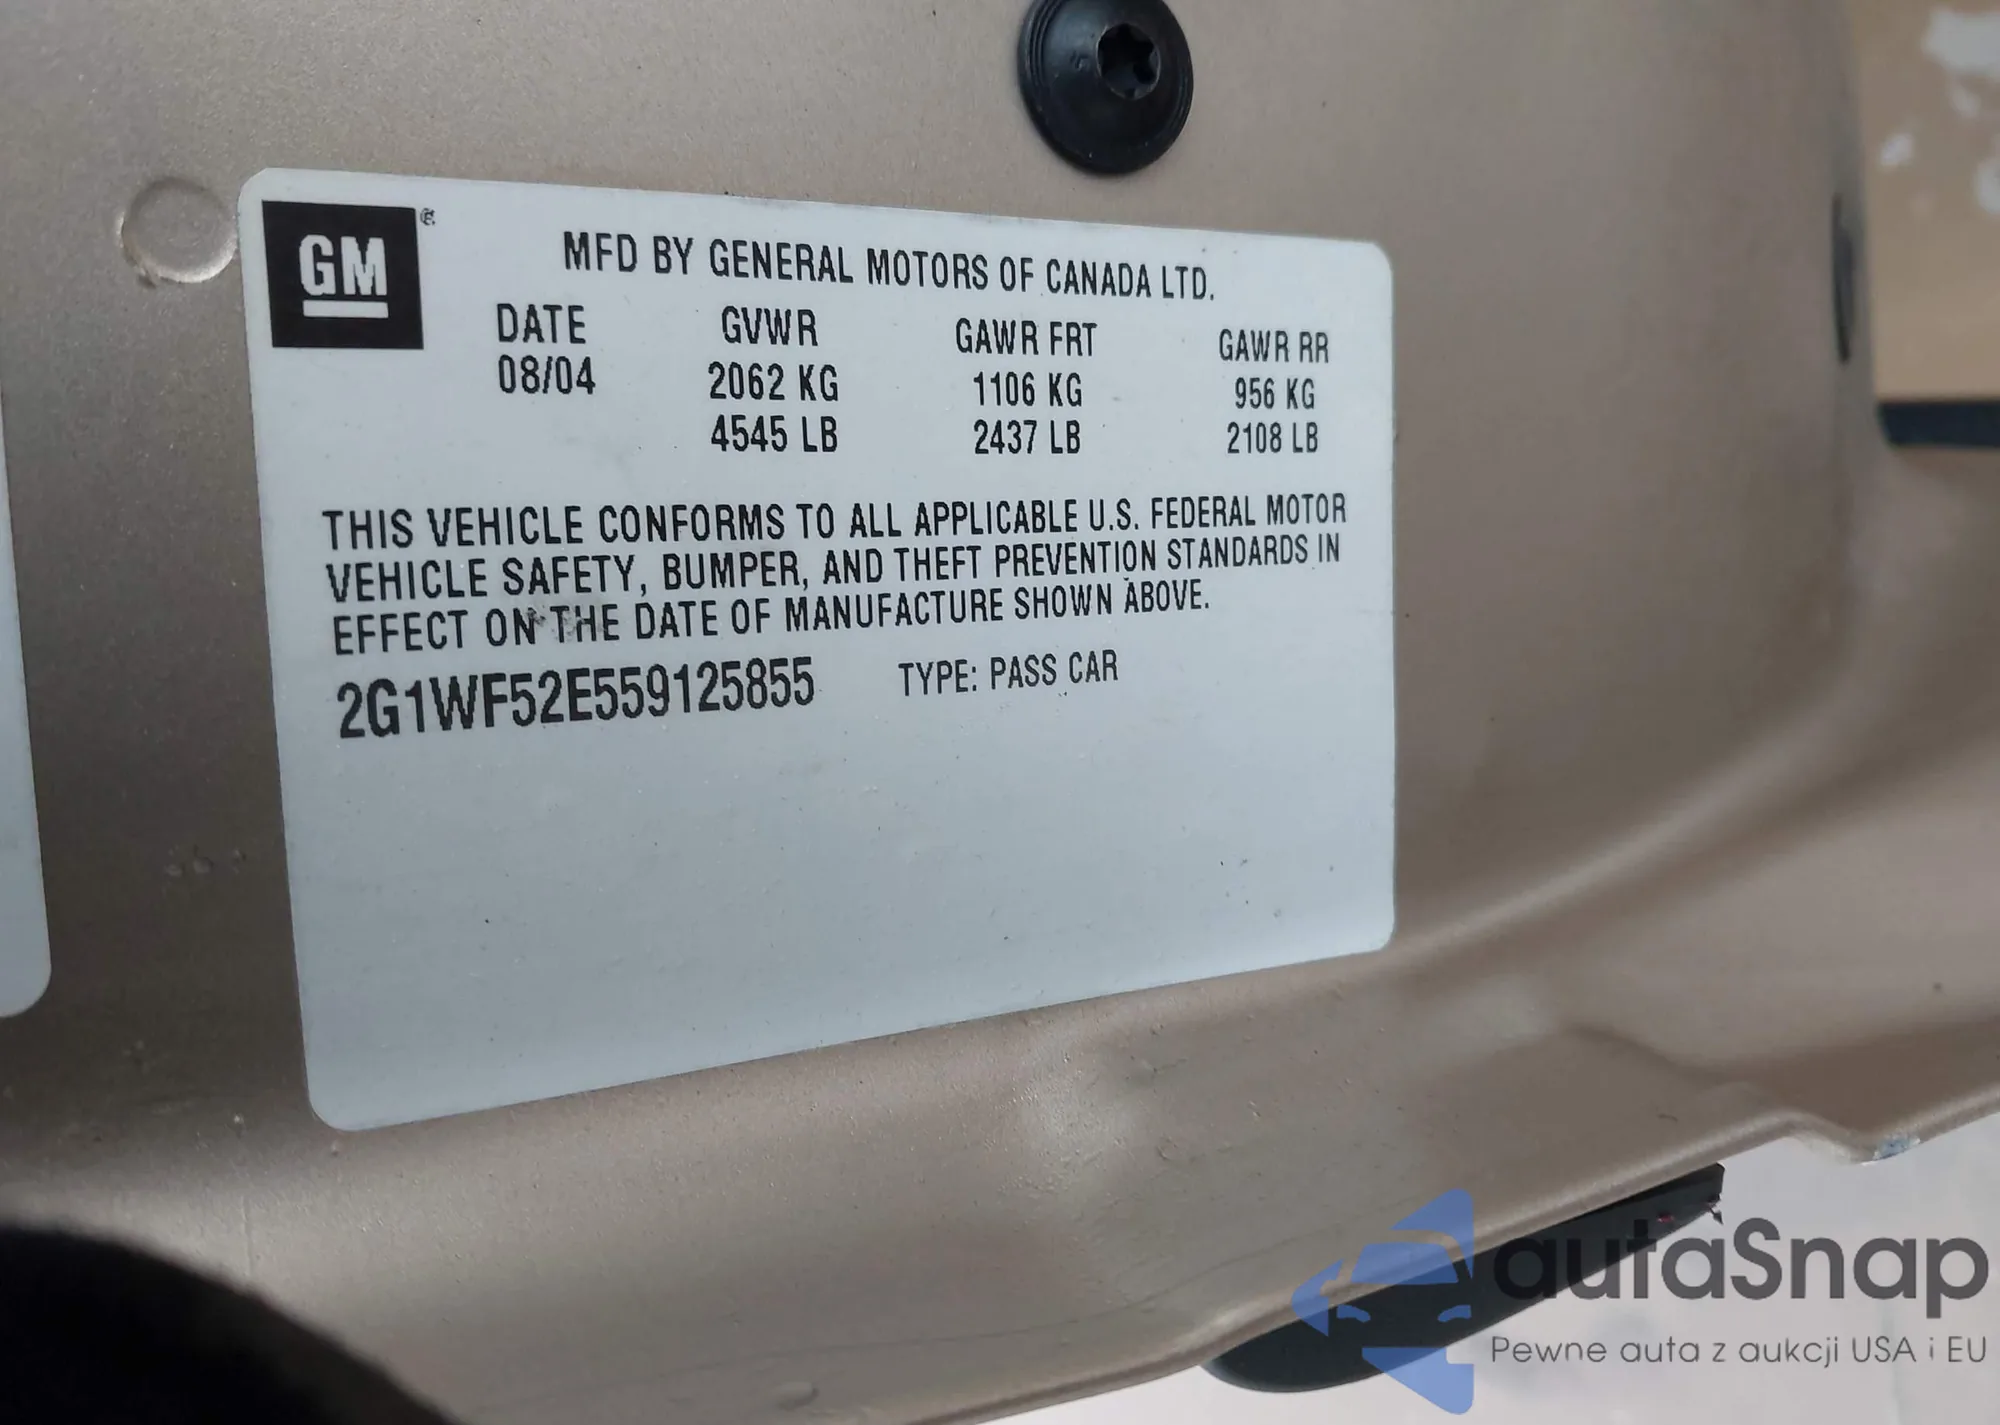 GM®
MFD BY GENERAL MOTORS OF CANADA LTD.
DATE GVWR GAWR FRT GAWR RR
08/04 2062 KG 1106 KG 956 KG
4545 LB 2437 LB 2108 LB
THIS VEHICLE CONFORMS TO ALL APPLICABLE U.S. FEDERAL MOTOR
VEHICLE SAFETY, BUMPER, AND THEFT PREVENTION STANDARDS IN
EFFECT ON THE DATE OF MANUFACTURE SHOWN ABOVE.
2G1WF52E559125855 TYPE: PASS CAR
autaSnap
Pewne auta z aukcji USA i EU